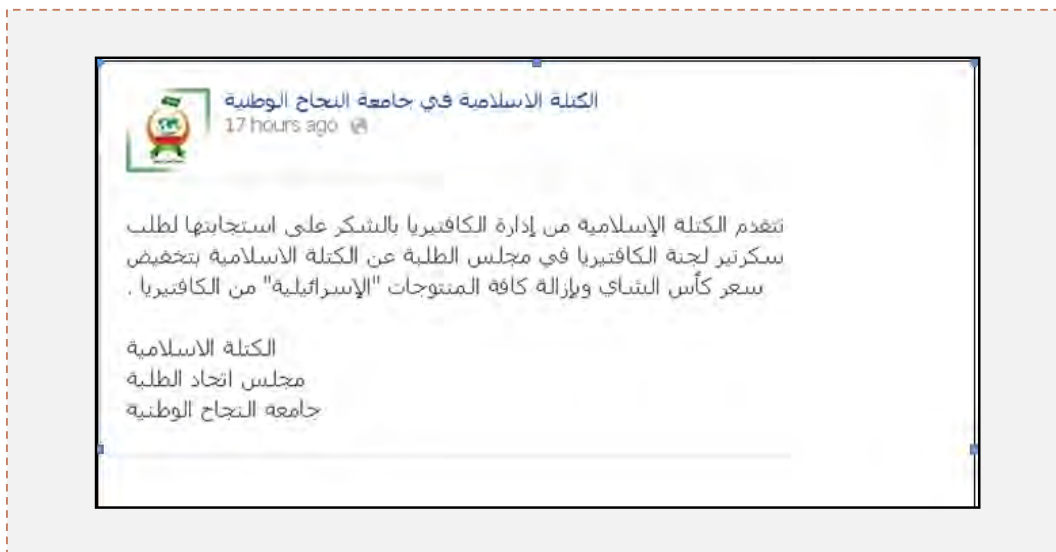 الكتلة الاسلامية في جامعة النجاح الوطنية
17 hours ago
تتقدم الكتلة الإسلامية من إدارة الكافتيريا بالشكر على استجابتها لطلب
سكرتير لجنة الكافتيريا في مجلس الطلبة عن الكتلة الاسلامية بتخفيض
سعر كأس الشاي وبإزالة كافة المنتوجات "الإسرائيلية" من الكافتيريا .
الكتلة الاسلامية
مجلس اتحاد الطلبة
جامعة النجاح الوطنية